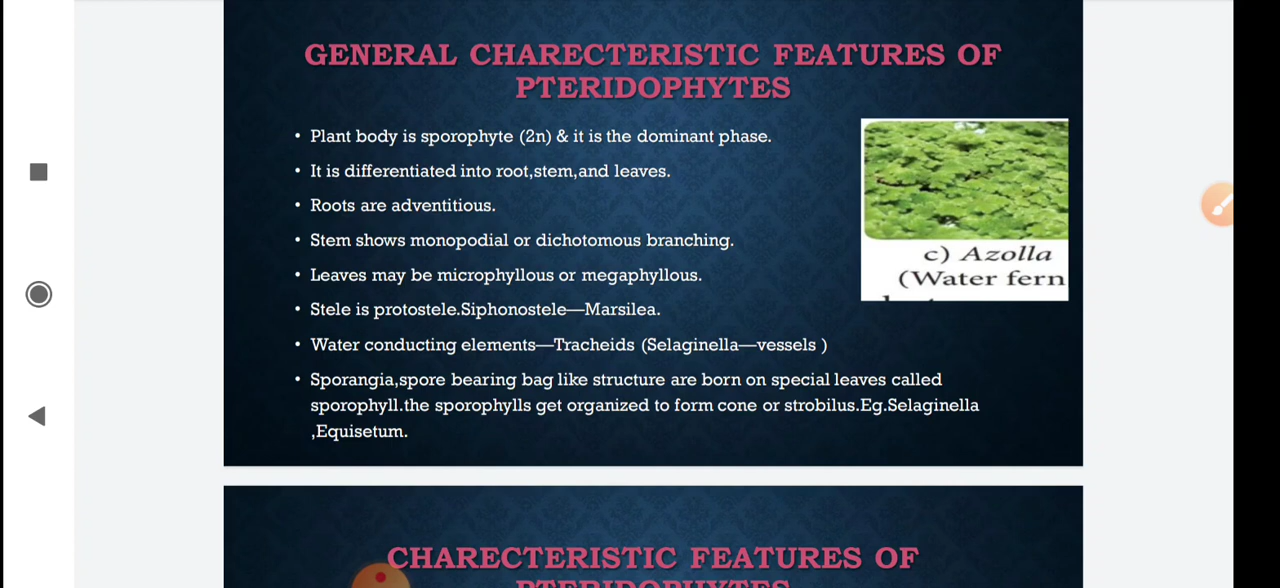 GENERAL CHARECTERISTIC FEATURES OF
PTERIDOPHYTES
• Plant body is sporophyte (2n) & it is the dominant phase.
• It is differentiated into root,stem,and leaves.
• Roots are adventitious.
• Stem shows monopodial or dichotomous branching.
• Leaves may be microphyllous or megaphyllous.
• Stele is protostele.Siphonostele—Marsilea.
• Water conducting elements—Tracheids (Selaginella—vessels )
• Sporangia,spore bearing bag like structure are born on special leaves called
sporophyll.the sporophylls get organized to form cone or strobilus.Eg.Selaginella
,Equisetum.
c) Azolla
(Water fern
CHARECTERISTIC FEATURES OF
PTERIDOPHYTES